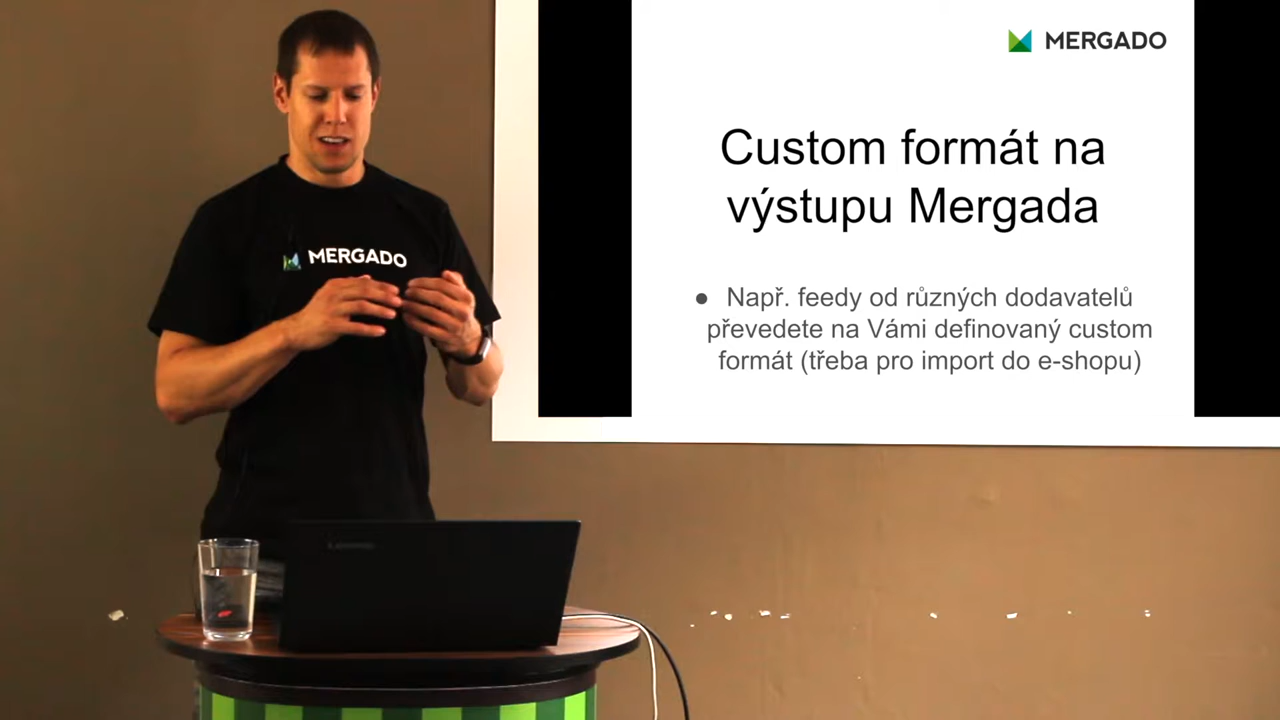 MERGADO
Custom formát na
výstupu Mergada
● Např. feedy od různých dodavatelů
převedete na Vámi definovaný custom
formát (třeba pro import do e-shopu)
MERGADO